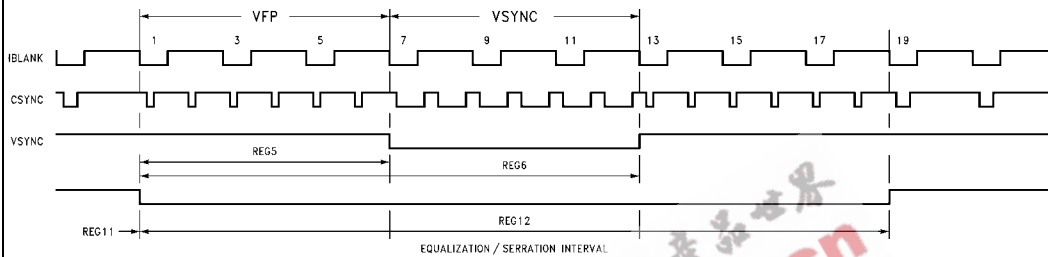 VFP VSYNC
1 3 5 7 9 11 13 15 17 19
IBLANK
CSYNC
VSYNC
REG5
REG6
REG12
REG11
EQUALIZATION / SERRATION INTERVAL